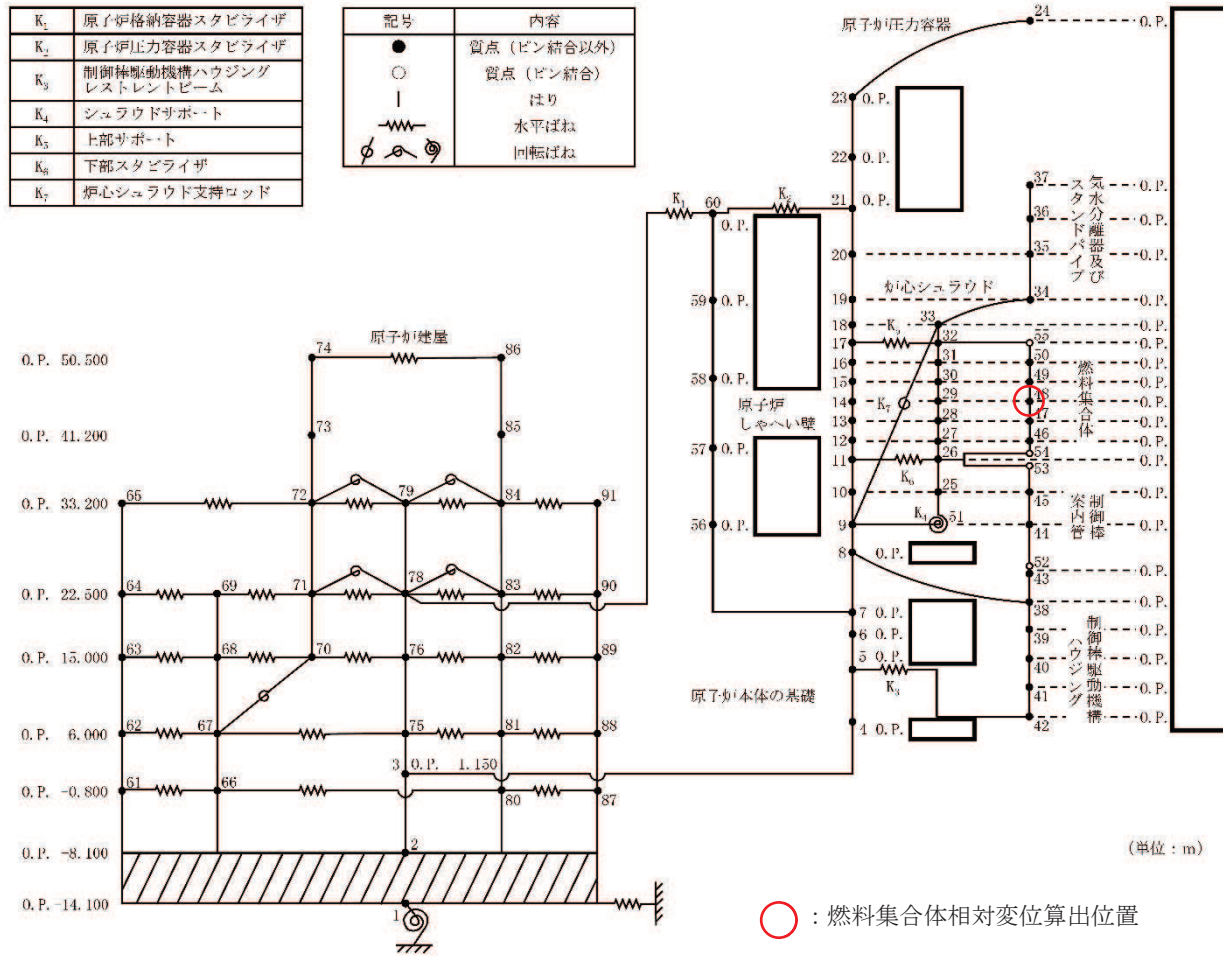 K₁ 原子炉格納容器スタビライザ
K₂ 原子炉圧力容器スタビライザ
K₃ 制御棒駆動機構ハウジング
レストレントビーム
K₄ シュラウドサポート
K₅ 上部サポート
K₆ 下部スタビライザ
K₇ 炉心シュラウド支持ロッド
記号 内容
質点（ピン結合以外）
質点（ピン結合）
はり
水平ばね
回転ばね
原子炉建屋
O.P. 50.500
O.P. 41.200
O.P. 33.200
O.P. 22.500
O.P. 15.000
O.P. 6.000
O.P. -0.800
O.P. -8.100
O.P.-14.100
74 86
73 85
65 72 79 84 91
64 69 71 78 83 90
63 68 70 76 82 89
62 67 75 81 88
3 O.P. 1.150
61 66 80 87
2
1
K₁ 60 K₂
O.P.
59 O.P.
58 O.P.
57 O.P.
56 O.P.
原子炉
しゃへい壁
原子炉圧力容器
24 O.P.
23 O.P.
22 O.P.
21 O.P.
20
19
18
17
16
15
14
13
12
11
10
9
8 O.P.
7 O.P.
6 O.P.
5 O.P.
4 O.P.
原子炉本体の基礎
炉心シュラウド
33
K₅ 32
31
30
K₇ 29
28
27
26
K₆
25
K₄ 51
K₃
気水分離器及び
スタンドパイプ
37 O.P.
36 O.P.
35 O.P.
34 O.P.
O.P.
55 O.P.
50 O.P.
49 O.P.
48 O.P.
47 O.P.
46 O.P.
54
53 O.P.
45 O.P.
44 O.P.
52
43 O.P.
38 O.P.
39 O.P.
40 O.P.
41 O.P.
42 O.P.
燃料集合体
制御棒
案内管
制御棒駆動機構
ハウジング
（単位：m）
：燃料集合体相対変位算出位置